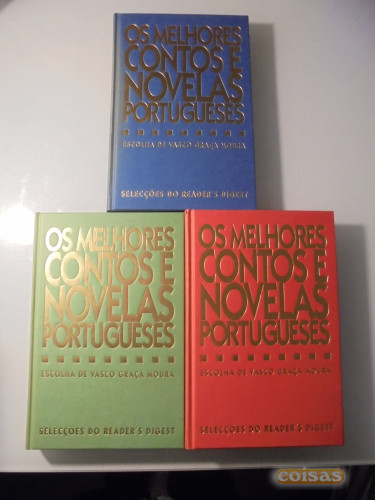 OS MELHORES
CONTOS E
NOVELAS
PORTUGUESES
ESCOLHA DE VASCO GRAÇA MOURA
SELECÇÕES DO READER'S DIGEST
OS MELHORES
CONTOS E
NOVELAS
PORTUGUESES
ESCOLHA DE VASCO GRAÇA MOURA
SELECÇÕES DO READER'S DIGEST
OS MELHORES
CONTOS E
NOVELAS
PORTUGUESES
ESCOLHA DE VASCO GRAÇA MOURA
SELECÇÕES DO READER'S DIGEST
coisas